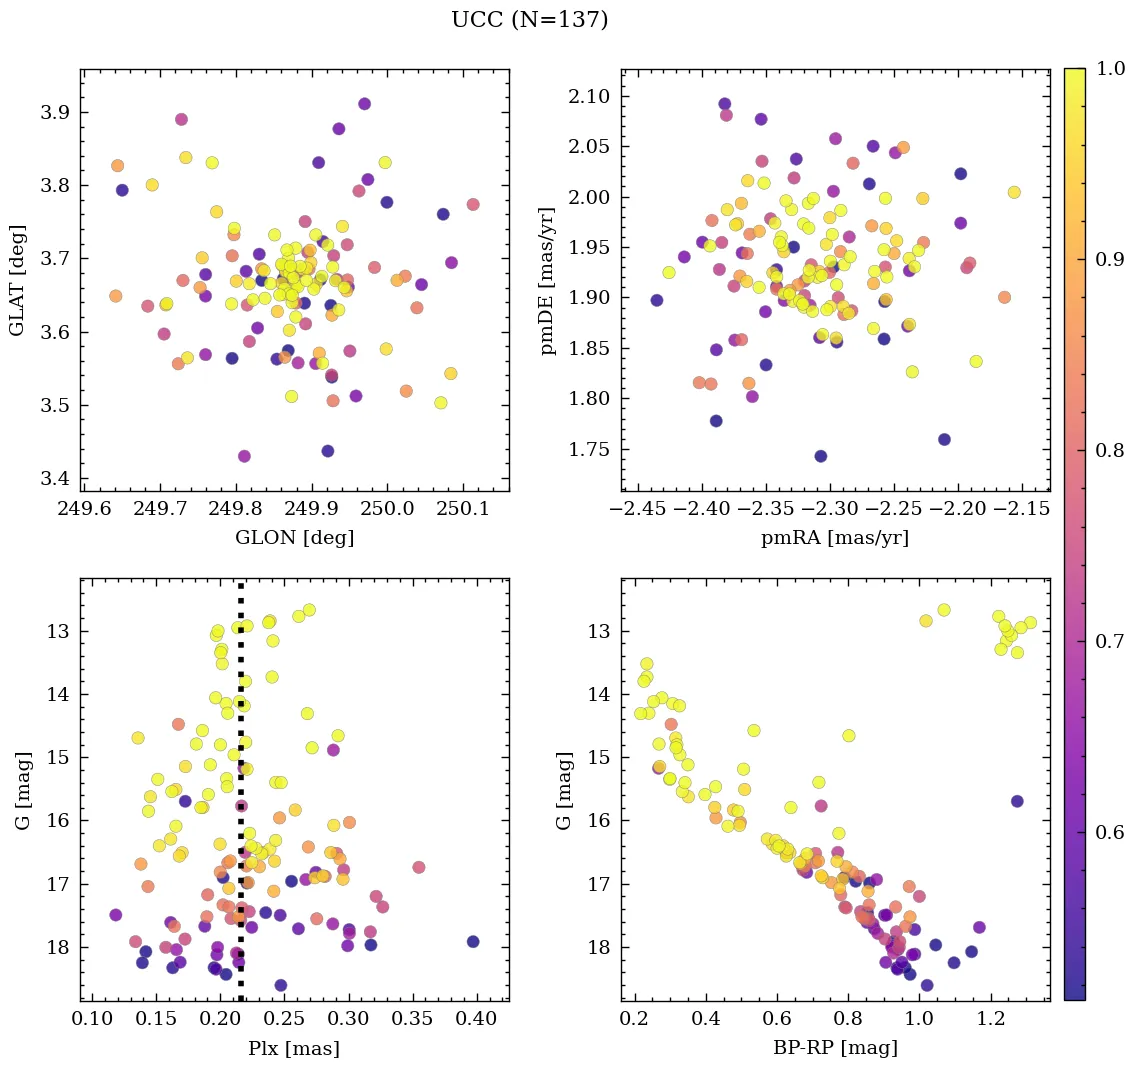 UCC (N=137)
3.9
3.8
3.7
3.6
3.5
3.4
GLAT [deg]
249.6 249.7 249.8 249.9 250.0 250.1
GLON [deg]
2.10
2.05
2.00
1.95
1.90
1.85
1.80
1.75
pmDE [mas/yr]
−2.45 −2.40 −2.35 −2.30 −2.25 −2.20 −2.15
pmRA [mas/yr]
1.0
0.9
0.8
0.7
0.6
13
14
15
16
17
18
G [mag]
0.10 0.15 0.20 0.25 0.30 0.35 0.40
Plx [mas]
13
14
15
16
17
18
G [mag]
0.2 0.4 0.6 0.8 1.0 1.2
BP-RP [mag]